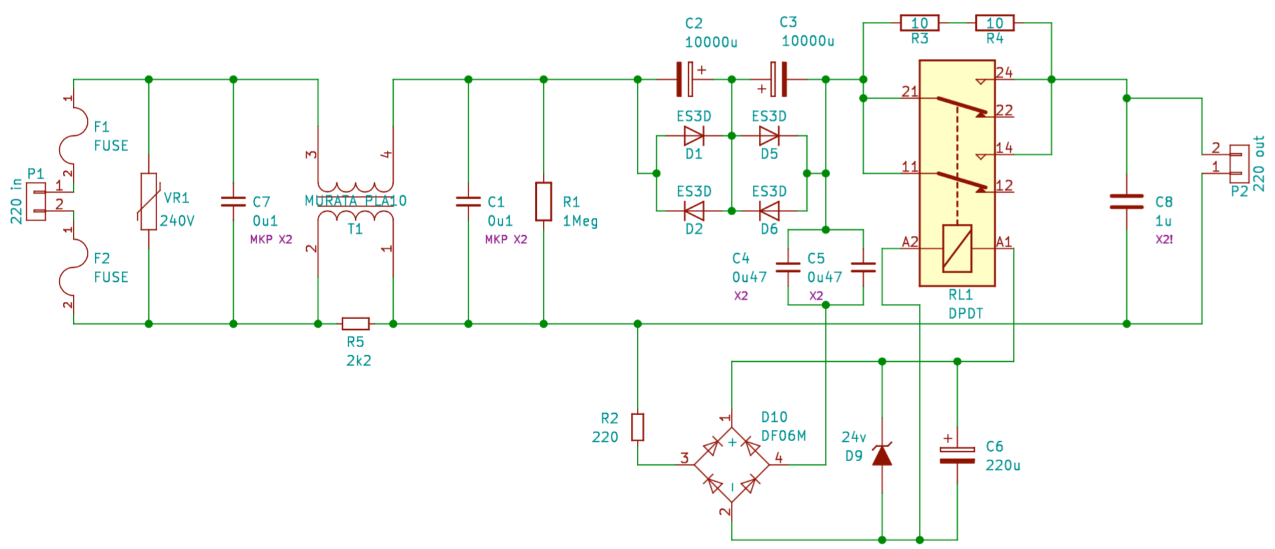 C2
10000u
C3
10000u
+
+
10
R3
10
R4
24
21
22
14
11
12
A2
A1
RL1
DPDT
1
F1
FUSE
2
P1
220 in
1
2
1
F2
FUSE
2
VR1
240V
C7
0u1
MKP X2
3
4
MURATA PLA10
T1
2
1
R5
2k2
C1
0u1
MKP X2
R1
1Meg
ES3D
D1
ES3D
D5
ES3D
D2
ES3D
D6
C4
0u47
X2
C5
0u47
X2
C8
1u
X2!
2
1
P2
220 out
R2
220
D10
DF06M
1
+
3
4
2
24v
D9
+
C6
220u